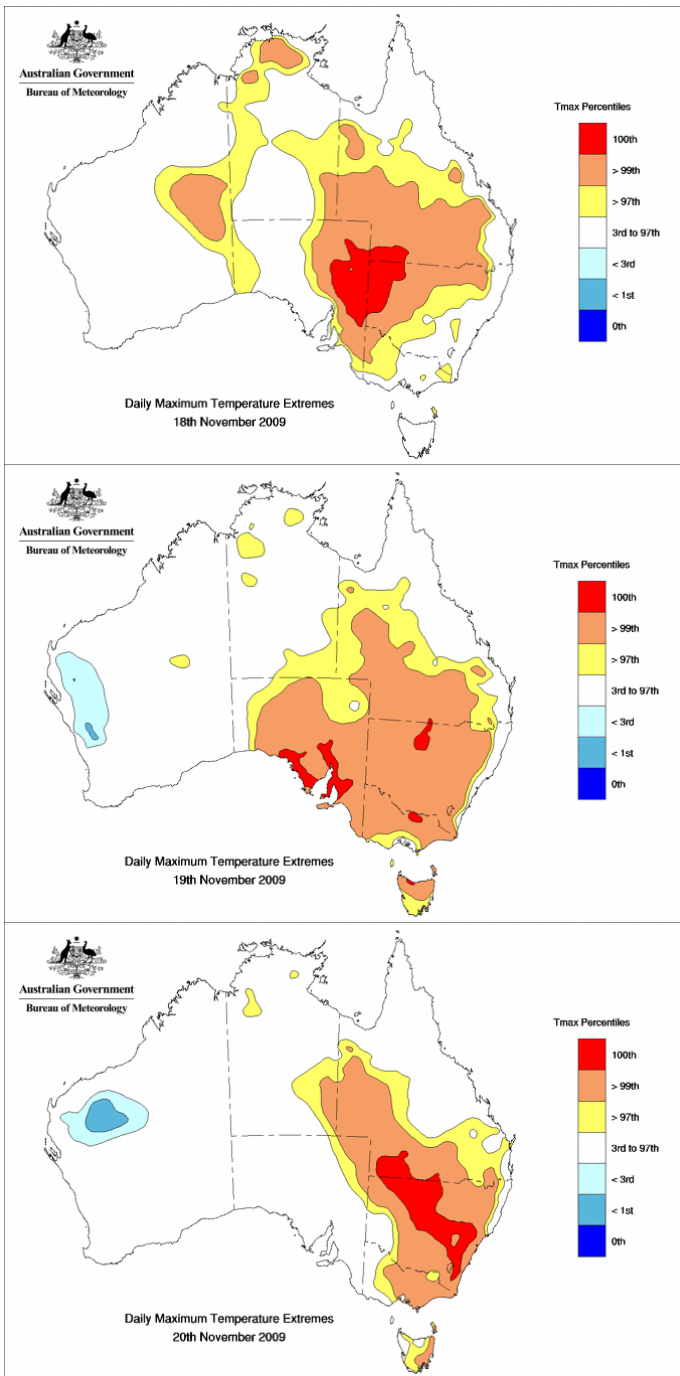 Australian Government
Bureau of Meteorology
Tmax Percentiles
100th
> 99th
> 97th
3rd to 97th
< 3rd
< 1st
0th
Daily Maximum Temperature Extremes
18th November 2009
Australian Government
Bureau of Meteorology
Tmax Percentiles
100th
> 99th
> 97th
3rd to 97th
< 3rd
< 1st
0th
Daily Maximum Temperature Extremes
19th November 2009
Australian Government
Bureau of Meteorology
Tmax Percentiles
100th
> 99th
> 97th
3rd to 97th
< 3rd
< 1st
0th
Daily Maximum Temperature Extremes
20th November 2009